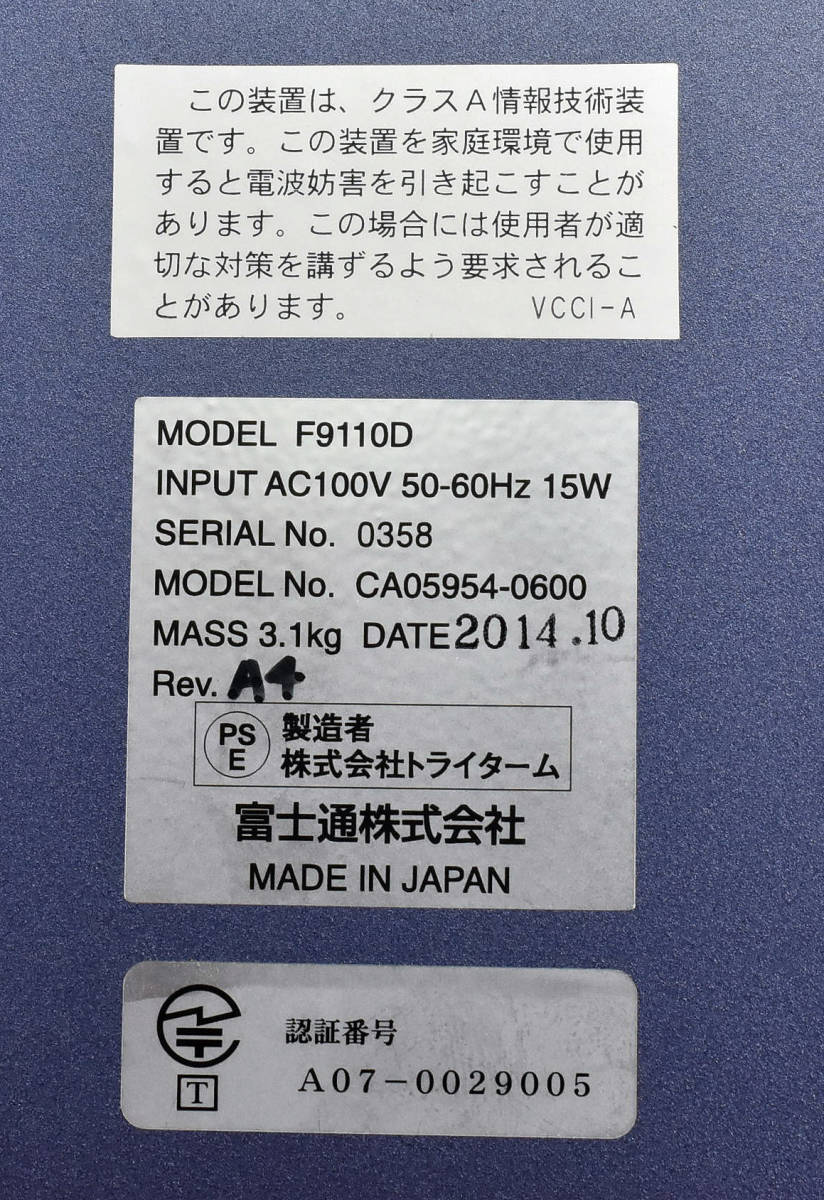 この装置は、クラスA情報技術装
置です。この装置を家庭環境で使用
すると電波妨害を引き起こすことが
あります。この場合には使用者が適
切な対策を講ずるよう要求されるこ
とがあります。 VCCI-A
MODEL F9110D
INPUT AC100V 50-60Hz 15W
SERIAL No. 0358
MODEL No. CA05954-0600
MASS 3.1kg DATE 2014.10
Rev. A4
PS
E
製造者
株式会社トライターム
富士通株式会社
MADE IN JAPAN
認証番号
T
A07-0029005